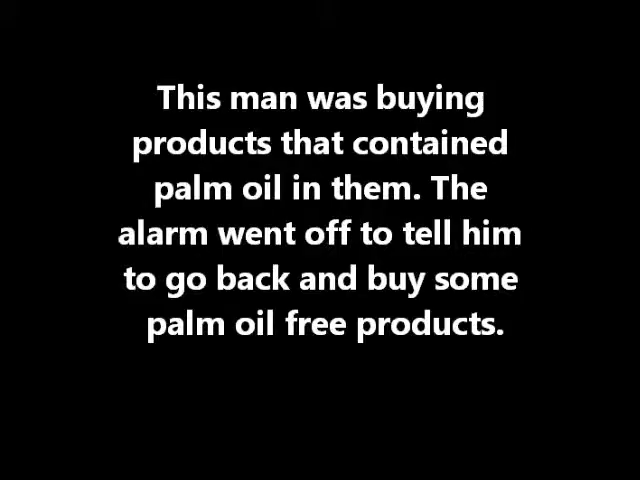 This man was buying
products that contained
palm oil in them. The
alarm went off to tell him
to go back and buy some
palm oil free products.